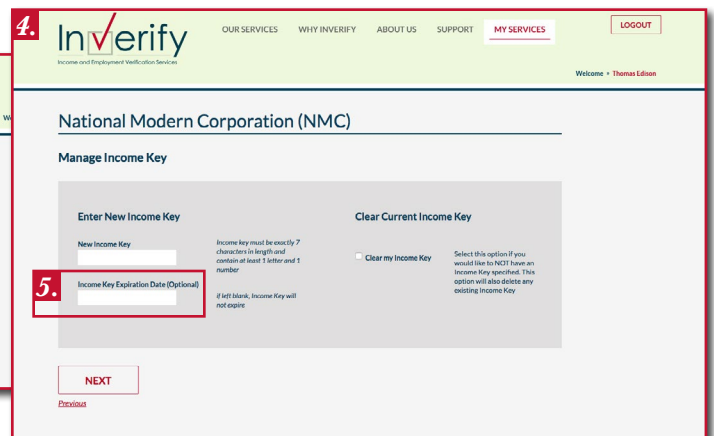 4.
InVerify
Income and Employment Verification Services
OUR SERVICES WHY INVERIFY ABOUT US SUPPORT MY SERVICES
LOGOUT
Welcome • Thomas Edison
National Modern Corporation (NMC)
Manage Income Key
Enter New Income Key
New Income Key
Income key must be exactly 7
characters in length and
contain at least 1 letter and 1
number
5.
Income Key Expiration Date (Optional)
if left blank, Income Key will
not expire
Clear Current Income Key
Clear my Income Key
Select this option if you
would like to NOT have an
Income Key specified. This
option will also delete any
existing Income Key
NEXT
Previous